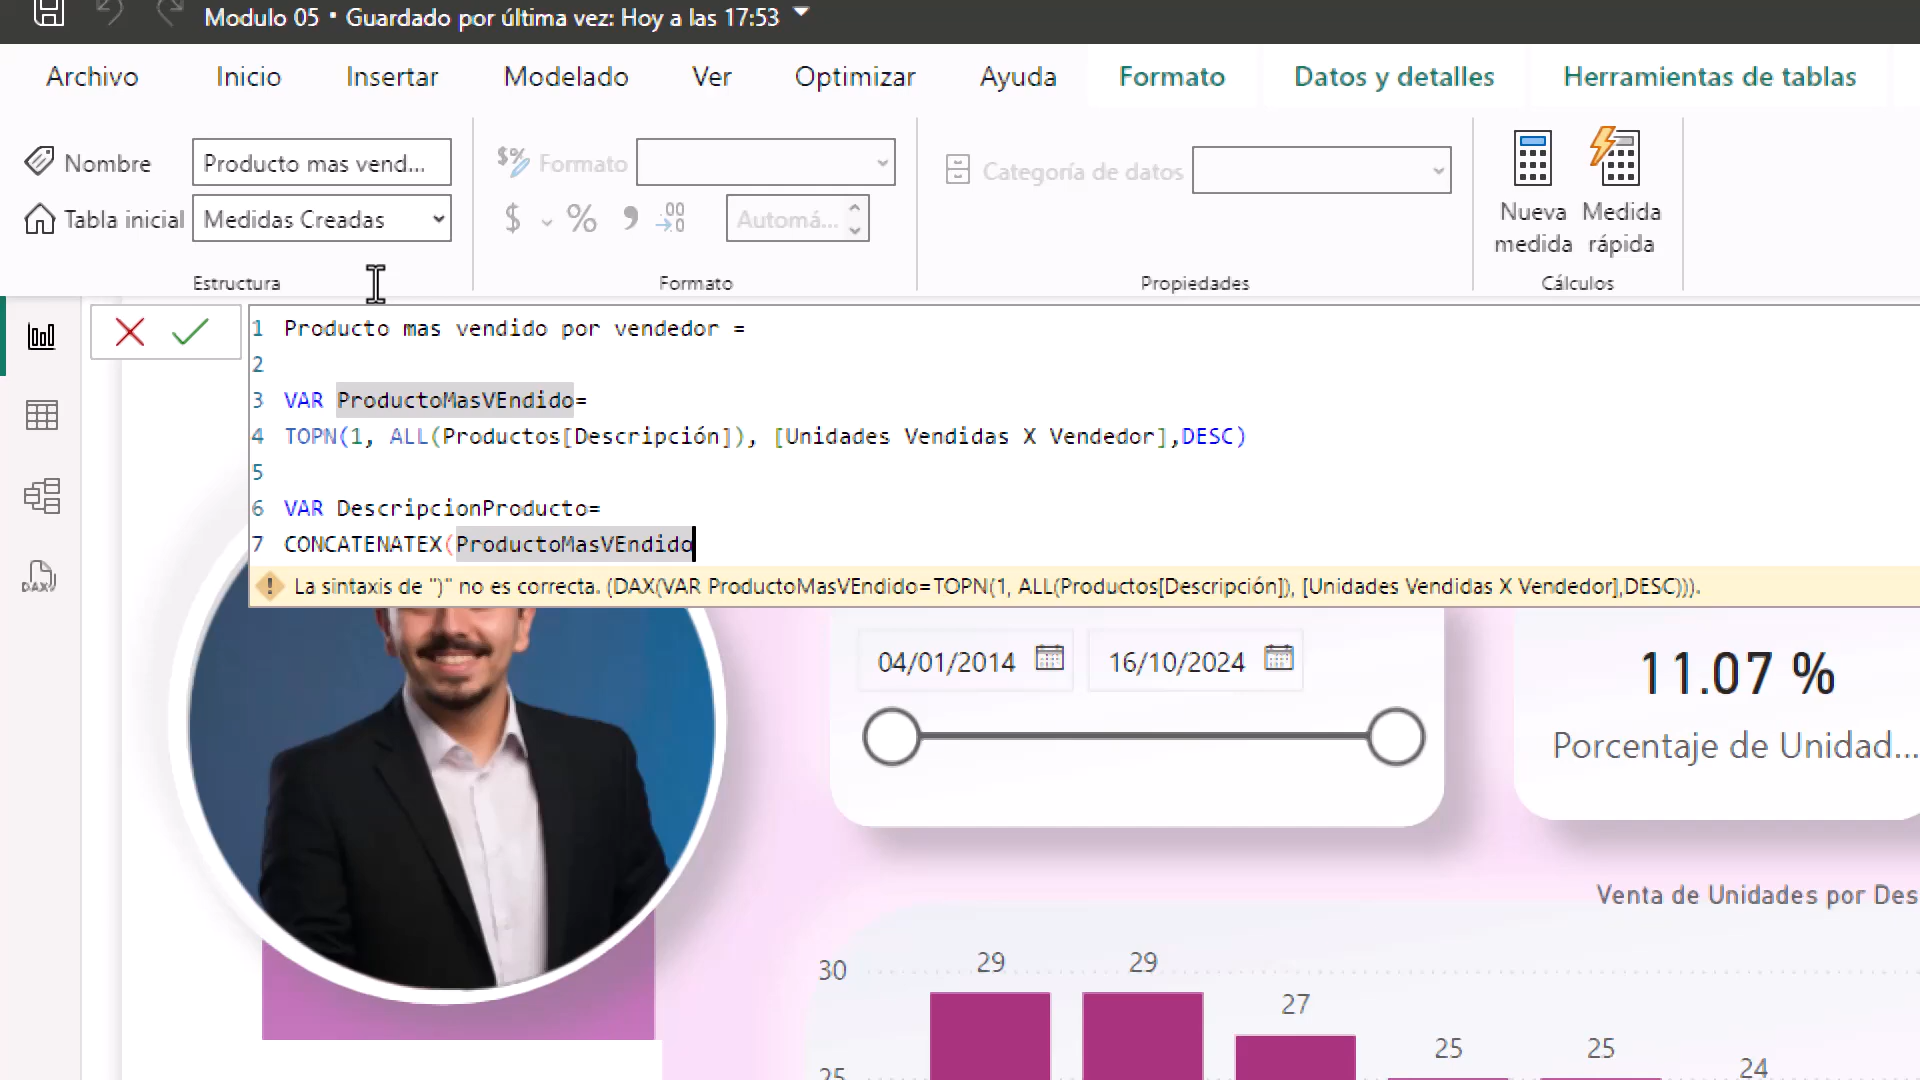 Modulo 05 • Guardado por última vez: Hoy a las 17:53
Archivo Inicio Insertar Modelado Ver Optimizar Ayuda Formato Datos y detalles Herramientas de tablas
Nombre Producto mas vend...
Tabla inicial Medidas Creadas
Estructura
$% Formato
$ % 9 .00 →0 Automá...
Formato
Categoría de datos
Propiedades
Nueva medida
Medida rápida
Cálculos
1 Producto mas vendido por vendedor =
2
3 VAR ProductoMasVEndido=
4 TOPN(1, ALL(Productos[Descripción]), [Unidades Vendidas X Vendedor],DESC)
5
6 VAR DescripcionProducto=
7 CONCATENATEX(ProductoMasVEndido
La sintaxis de ")" no es correcta. (DAX(VAR ProductoMasVEndido=TOPN(1, ALL(Productos[Descripción]), [Unidades Vendidas X Vendedor],DESC))).
DAX
04/01/2014 16/10/2024
11.07 %
Porcentaje de Unidad...
Venta de Unidades por Des
30
29 29 27 25 25 24
25